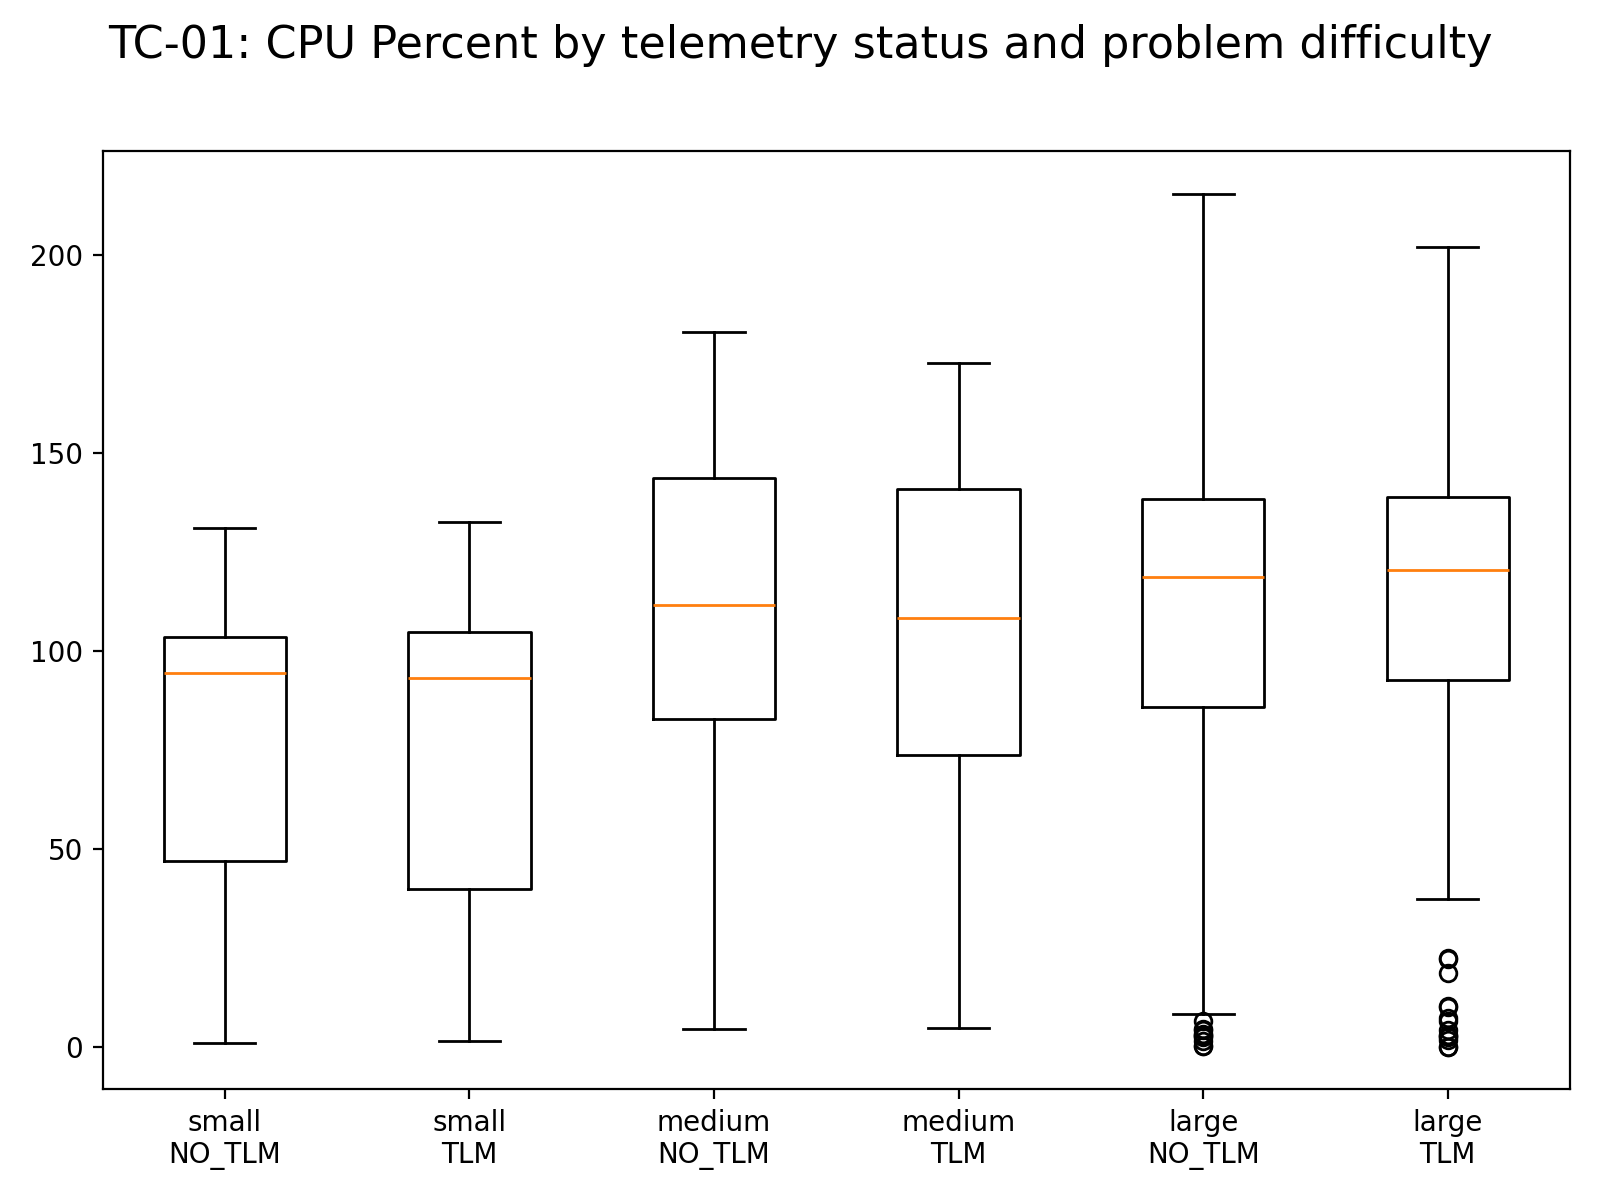 TC-01: CPU Percent by telemetry status and problem difficulty
200
150
100
50
0
small
NO_TLM
small
TLM
medium
NO_TLM
medium
TLM
large
NO_TLM
large
TLM